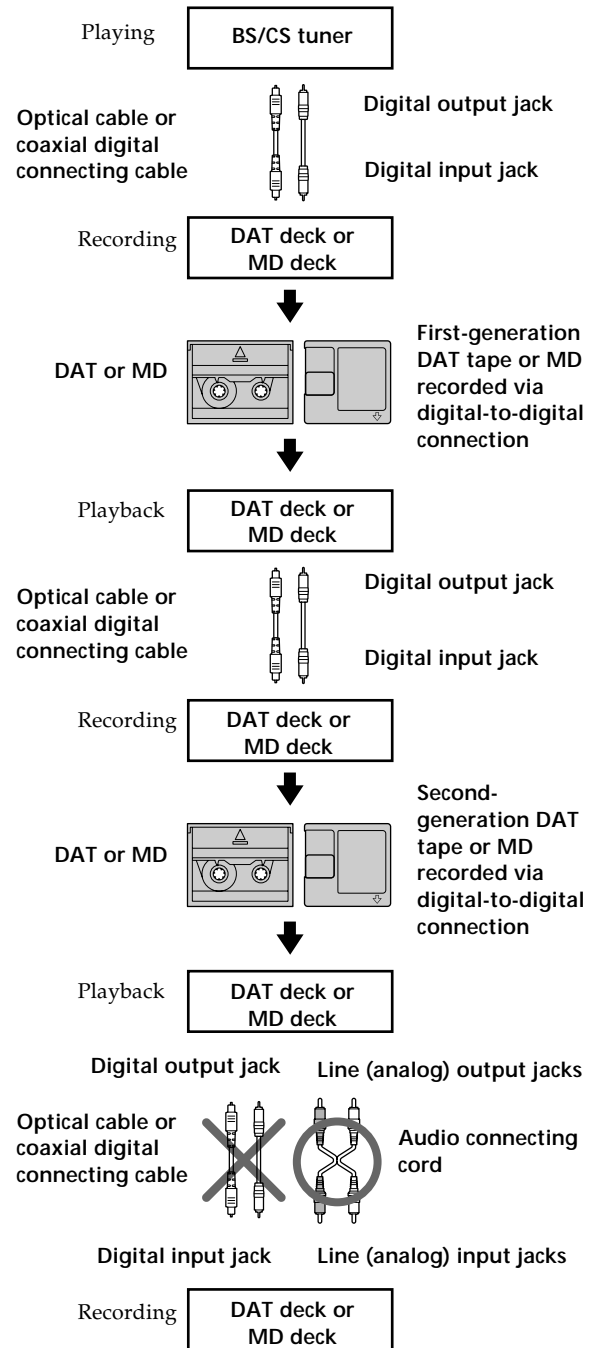 Playing
BS/CS tuner
Optical cable or
coaxial digital
connecting cable
Digital output jack
Digital input jack
Recording
DAT deck or
MD deck
DAT or MD
First-generation
DAT tape or MD
recorded via
digital-to-digital
connection
Playback
DAT deck or
MD deck
Optical cable or
coaxial digital
connecting cable
Digital output jack
Digital input jack
Recording
DAT deck or
MD deck
DAT or MD
Second-
generation DAT
tape or MD
recorded via
digital-to-digital
connection
Playback
DAT deck or
MD deck
Digital output jack
Line (analog) output jacks
Optical cable or
coaxial digital
connecting cable
Audio connecting
cord
Digital input jack
Line (analog) input jacks
Recording
DAT deck or
MD deck